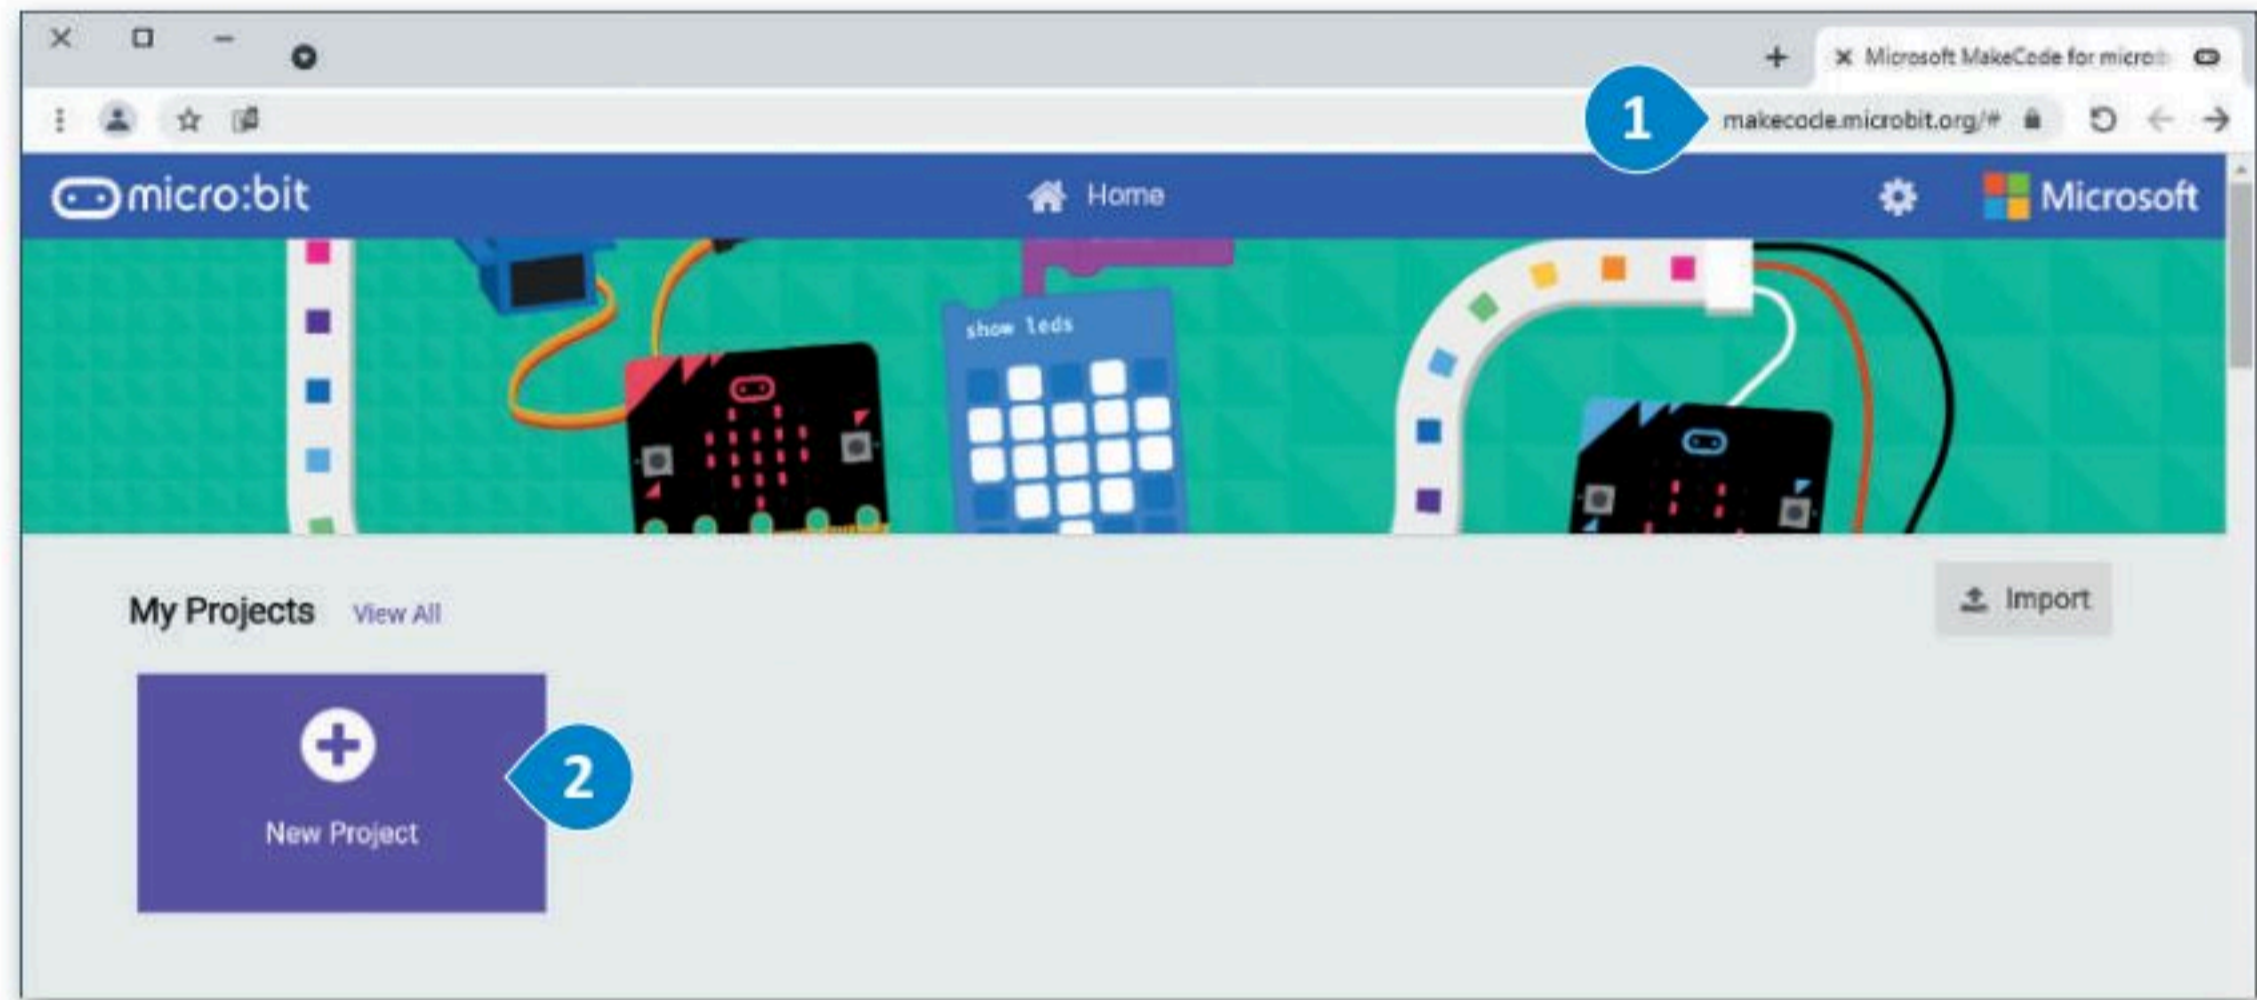 Microsoft MakeCode for micro:b
1
makecode.microbit.org/#
micro:bit
Home
Microsoft
show leds
My Projects
View All
Import
New Project
2